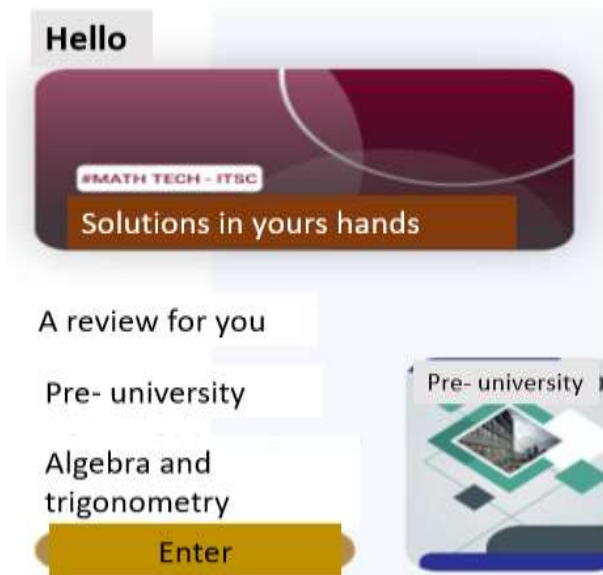 Hello
#MATH TECH - ITSC
Solutions in yours hands
A review for you
Pre- university
Pre- university
Algebra and
trigonometry
Enter